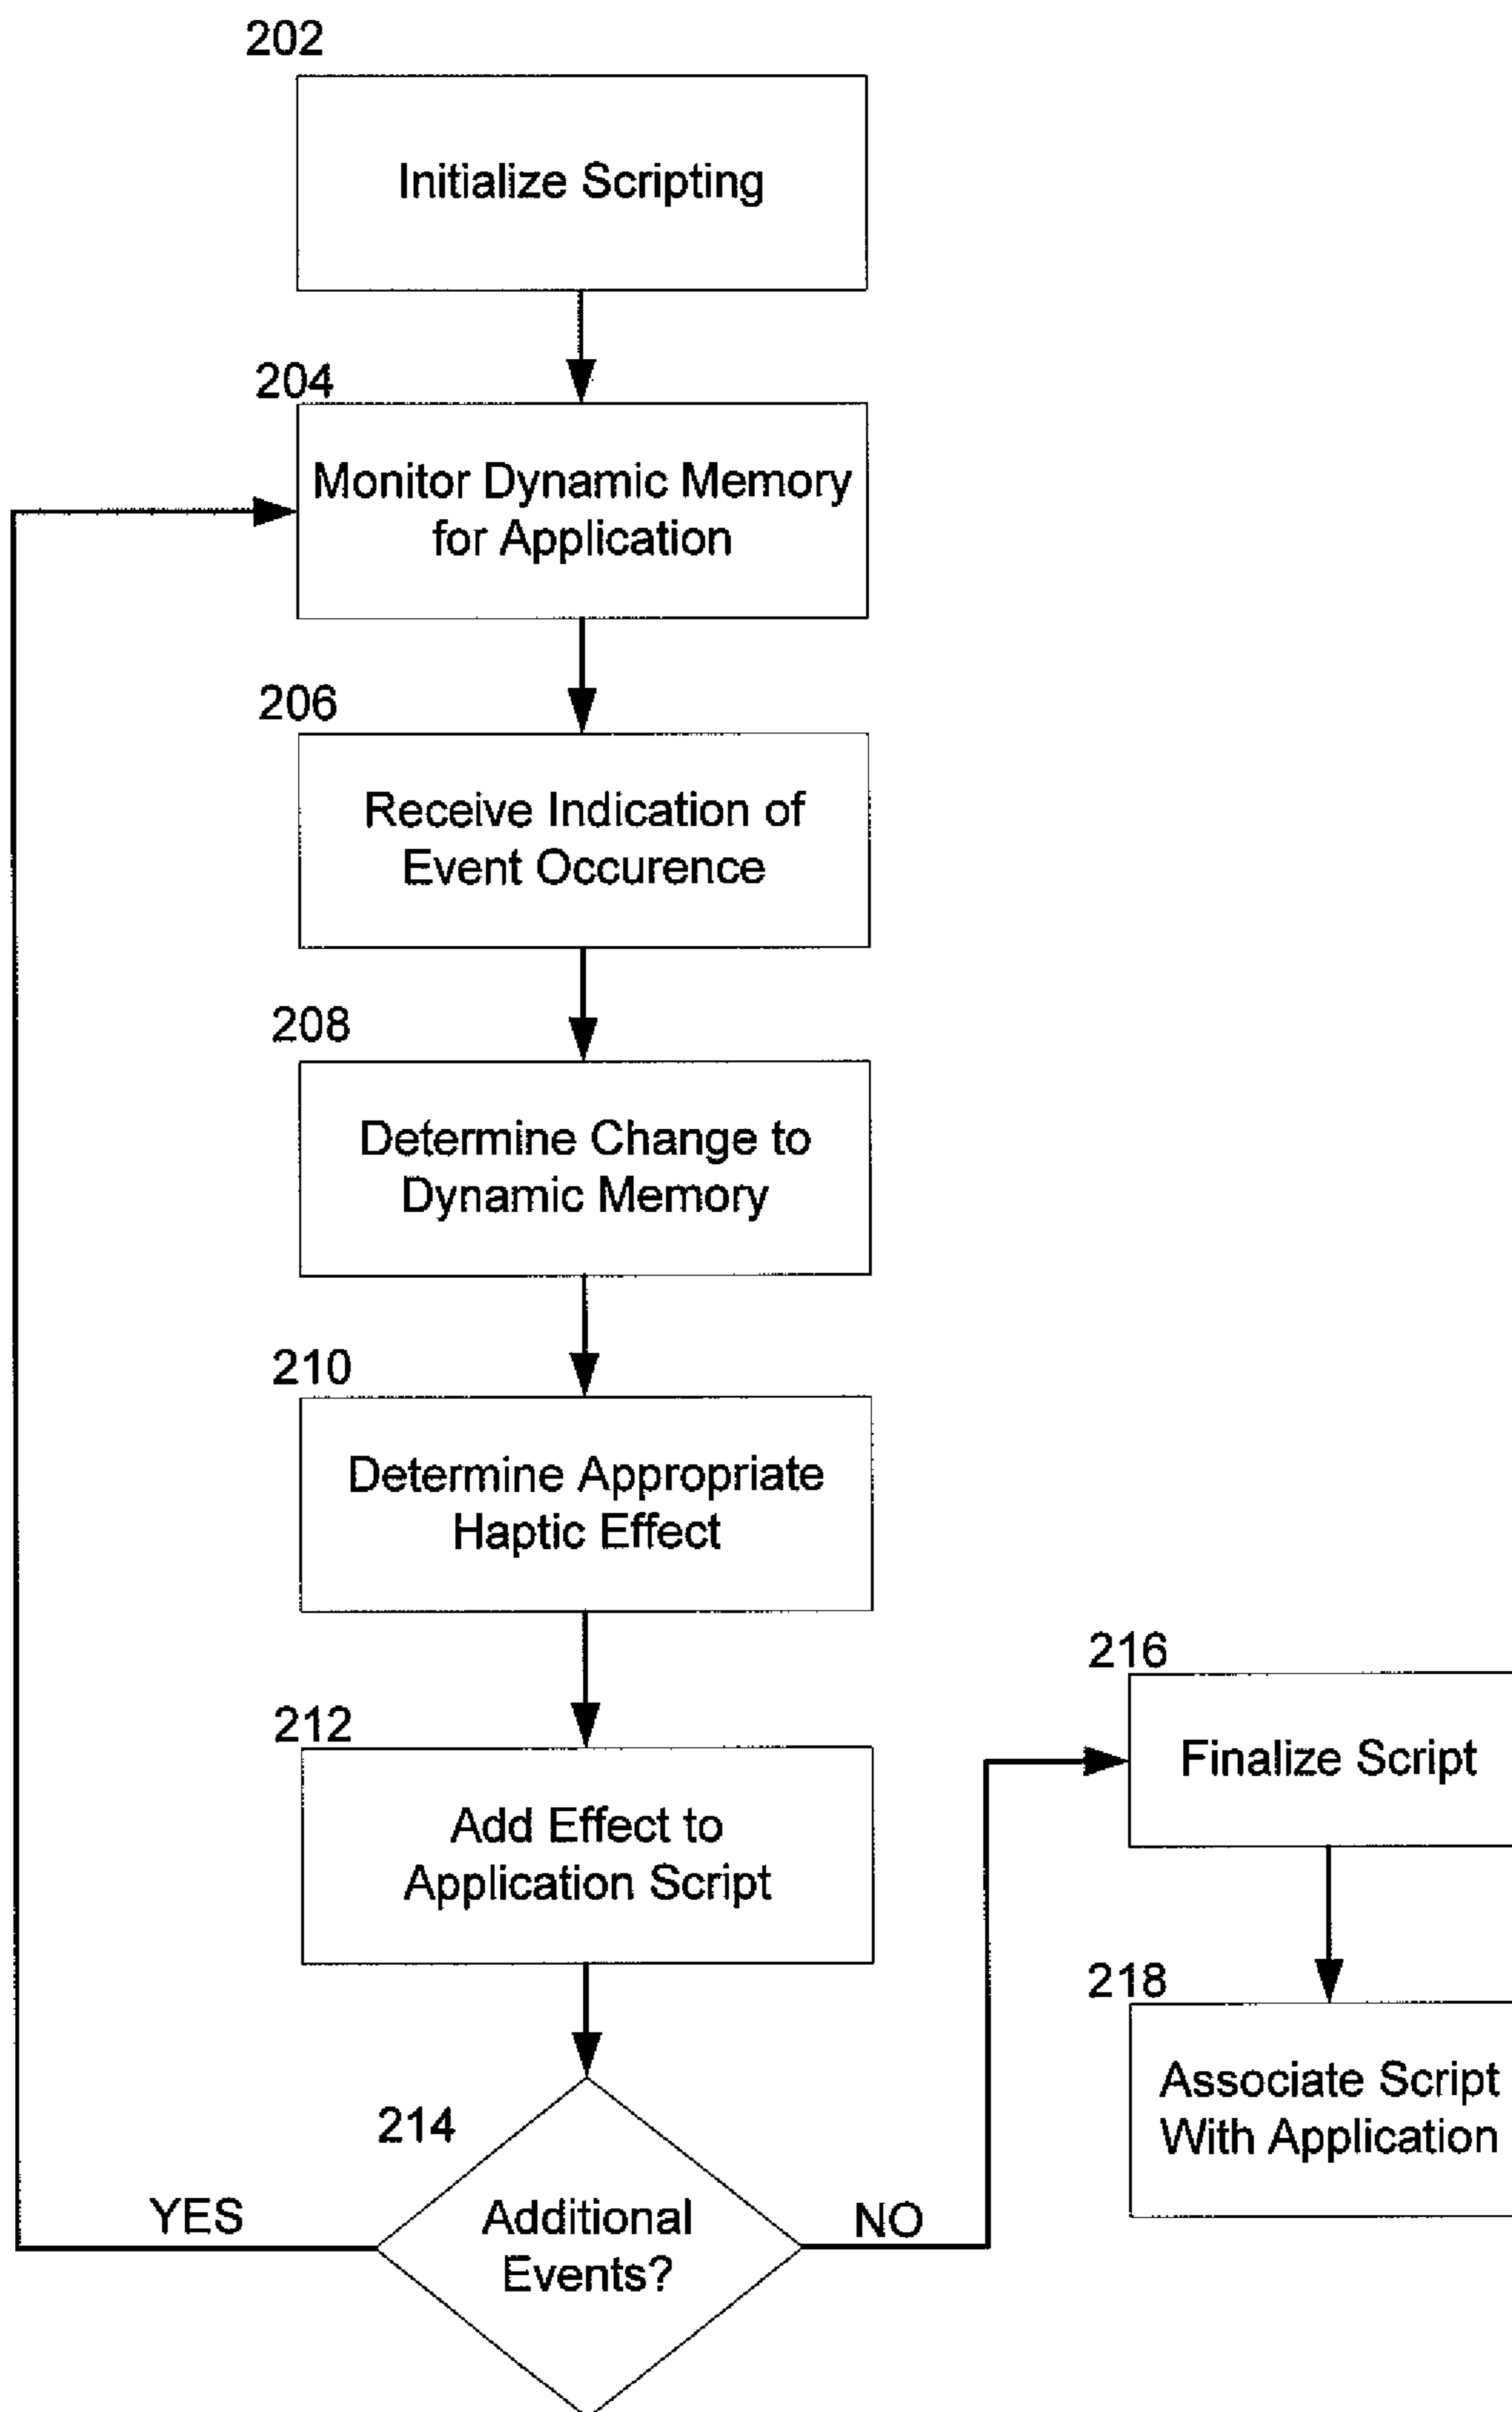 202
Initialize Scripting
204
Monitor Dynamic Memory
for Application
206
Receive Indication of
Event Occurence
208
Determine Change to
Dynamic Memory
210
Determine Appropriate
Haptic Effect
212
Add Effect to
Application Script
214
Additional
Events?
YES
NO
216
Finalize Script
218
Associate Script
With Application